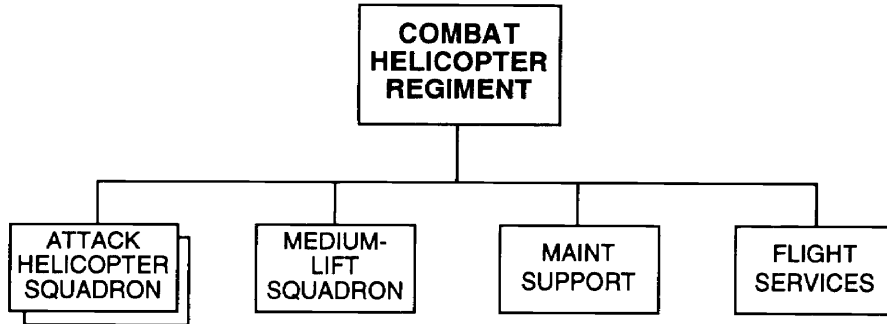 COMBAT
HELICOPTER
REGIMENT
ATTACK
HELICOPTER
SQUADRON
MEDIUM-
LIFT
SQUADRON
MAINT
SUPPORT
FLIGHT
SERVICES